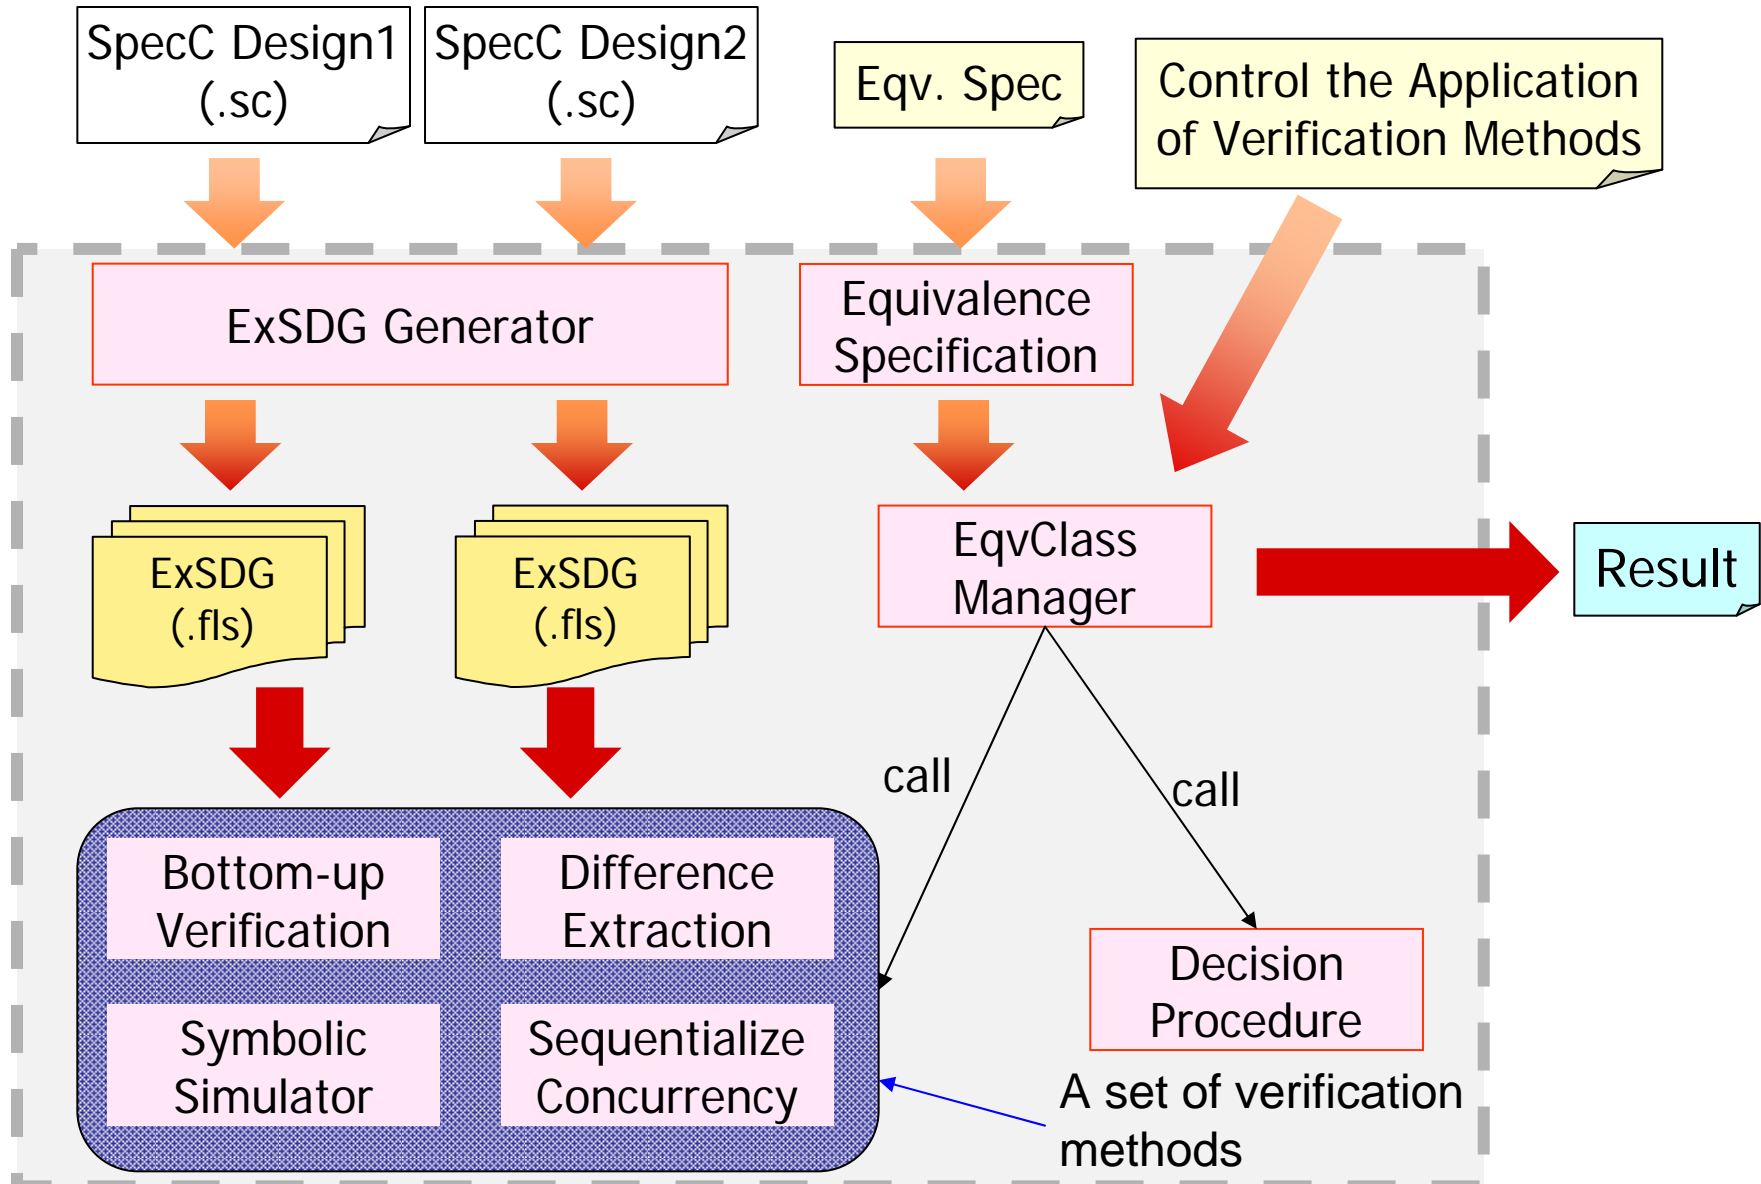 SpecC Design1
(.sc)
SpecC Design2
(.sc)
Eqv. Spec
Control the Application
of Verification Methods
ExSDG Generator
Equivalence
Specification
ExSDG
(.fls)
ExSDG
(.fls)
EqvClass
Manager
Result
call
call
Bottom-up
Verification
Difference
Extraction
Symbolic
Simulator
Sequentialize
Concurrency
Decision
Procedure
A set of verification
methods